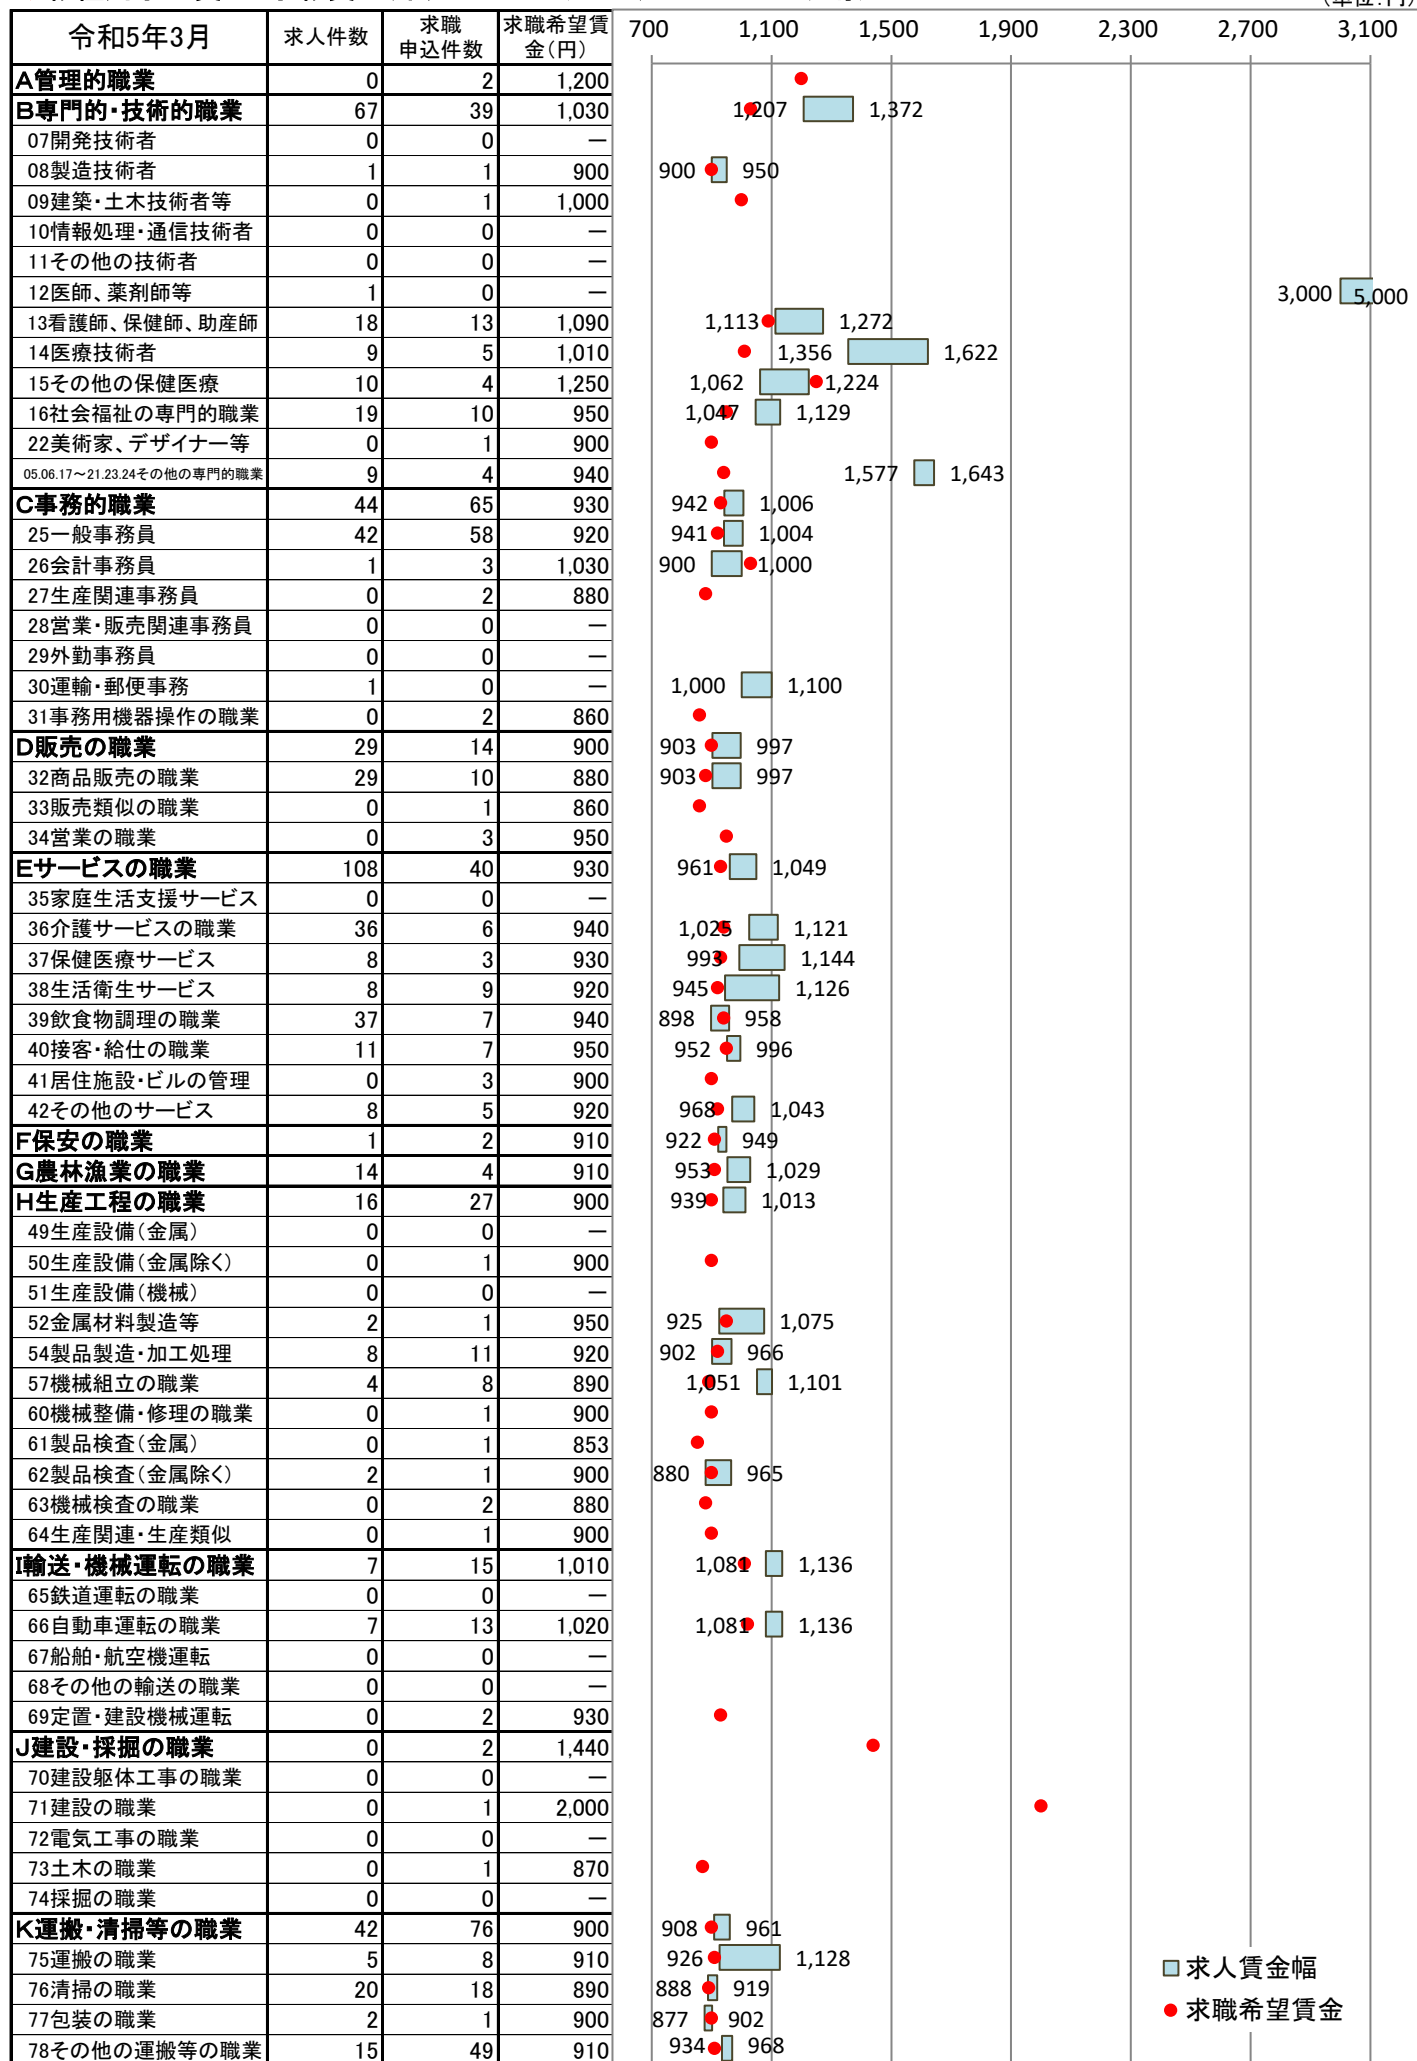 (単位:円)
令和5年3月 求人件数 求職申込件数 求職希望賃金(円) 700 1,100 1,500 1,900 2,300 2,700 3,100
A管理的職業 0 2 1,200
B専門的・技術的職業 67 39 1,030 1,207 1,372
07開発技術者 0 0 ―
08製造技術者 1 1 900 900 950
09建築・土木技術者等 0 1 1,000
10情報処理・通信技術者 0 0 ―
11その他の技術者 0 0 ―
12医師、薬剤師等 1 0 ― 3,000 5,000
13看護師、保健師、助産師 18 13 1,090 1,113 1,272
14医療技術者 9 5 1,010 1,356 1,622
15その他の保健医療 10 4 1,250 1,062 1,224
16社会福祉の専門的職業 19 10 950 1,047 1,129
22美術家、デザイナー等 0 1 900
05.06.17～21.23.24その他の専門的職業 9 4 940 1,577 1,643
C事務的職業 44 65 930 942 1,006
25一般事務員 42 58 920 941 1,004
26会計事務員 1 3 1,030 900 1,000
27生産関連事務員 0 2 880
28営業・販売関連事務員 0 0 ―
29外勤事務員 0 0 ―
30運輸・郵便事務 1 0 ― 1,000 1,100
31事務用機器操作の職業 0 2 860
D販売の職業 29 14 900 903 997
32商品販売の職業 29 10 880 903 997
33販売類似の職業 0 1 860
34営業の職業 0 3 950
Eサービスの職業 108 40 930 961 1,049
35家庭生活支援サービス 0 0 ―
36介護サービスの職業 36 6 940 1,025 1,121
37保健医療サービス 8 3 930 993 1,144
38生活衛生サービス 8 9 920 945 1,126
39飲食物調理の職業 37 7 940 898 958
40接客・給仕の職業 11 7 950 952 996
41居住施設・ビルの管理 0 3 900
42その他のサービス 8 5 920 968 1,043
F保安の職業 1 2 910 922 949
G農林漁業の職業 14 4 910 953 1,029
H生産工程の職業 16 27 900 939 1,013
49生産設備(金属) 0 0 ―
50生産設備(金属除く) 0 1 900
51生産設備(機械) 0 0 ―
52金属材料製造等 2 1 950 925 1,075
54製品製造・加工処理 8 11 920 902 966
57機械組立の職業 4 8 890 1,051 1,101
60機械整備・修理の職業 0 1 900
61製品検査(金属) 0 1 853
62製品検査(金属除く) 2 1 900 880 965
63機械検査の職業 0 2 880
64生産関連・生産類似 0 1 900
I輸送・機械運転の職業 7 15 1,010 1,081 1,136
65鉄道運転の職業 0 0 ―
66自動車運転の職業 7 13 1,020 1,081 1,136
67船舶・航空機運転 0 0 ―
68その他の輸送の職業 0 0 ―
69定置・建設機械運転 0 2 930
J建設・採掘の職業 0 2 1,440
70建設躯体工事の職業 0 0 ―
71建設の職業 0 1 2,000
72電気工事の職業 0 0 ―
73土木の職業 0 1 870
74採掘の職業 0 0 ―
K運搬・清掃等の職業 42 76 900 908 961
75運搬の職業 5 8 910 926 1,128
76清掃の職業 20 18 890 888 919
77包装の職業 2 1 900 877 902
78その他の運搬等の職業 15 49 910 934 968
求人賃金幅
求職希望賃金